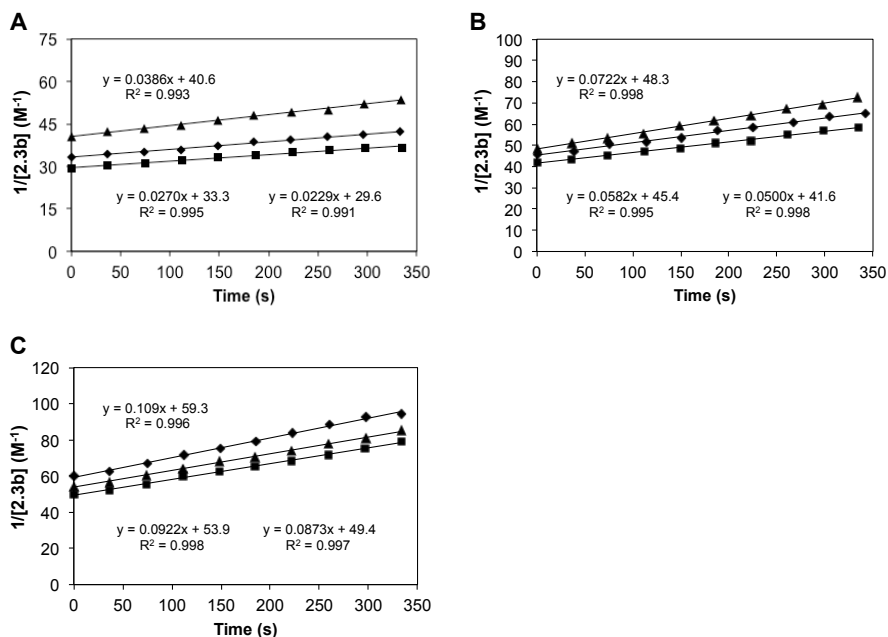 A
75
60
45
30
15
0
1/[2.3b] (M⁻¹)
y = 0.0386x + 40.6
R² = 0.993
y = 0.0270x + 33.3
R² = 0.995
y = 0.0229x + 29.6
R² = 0.991
0 50 100 150 200 250 300 350
Time (s)
B
100
90
80
70
60
50
40
30
20
10
0
1/[2.3b] (M⁻¹)
y = 0.0722x + 48.3
R² = 0.998
y = 0.0582x + 45.4
R² = 0.995
y = 0.0500x + 41.6
R² = 0.998
0 50 100 150 200 250 300 350
Time (s)
C
120
100
80
60
40
20
0
1/[2.3b] (M⁻¹)
y = 0.109x + 59.3
R² = 0.996
y = 0.0922x + 53.9
R² = 0.998
y = 0.0873x + 49.4
R² = 0.997
0 50 100 150 200 250 300 350
Time (s)